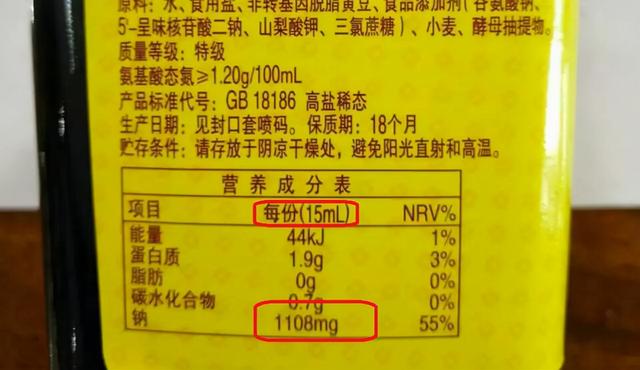 原料：水、食用盐、非转基因脱脂黄豆、食品添加剂（谷氨酸钠、
5'-呈味核苷酸二钠、山梨酸钾、三氯蔗糖）、小麦、酵母抽提物。
质量等级：特级
氨基酸态氮≥1.20g/100mL
产品标准代号：GB 18186 高盐稀态
生产日期：见封口套喷码。保质期：18个月
贮存条件：请存放于阴凉干燥处，避免阳光直射和高温。
营养成分表
项目 每份(15mL) NRV%
能量 44kJ 1%
蛋白质 1.9g 3%
脂肪 0g 0%
碳水化合物 0.7g 0%
钠 1108mg 55%